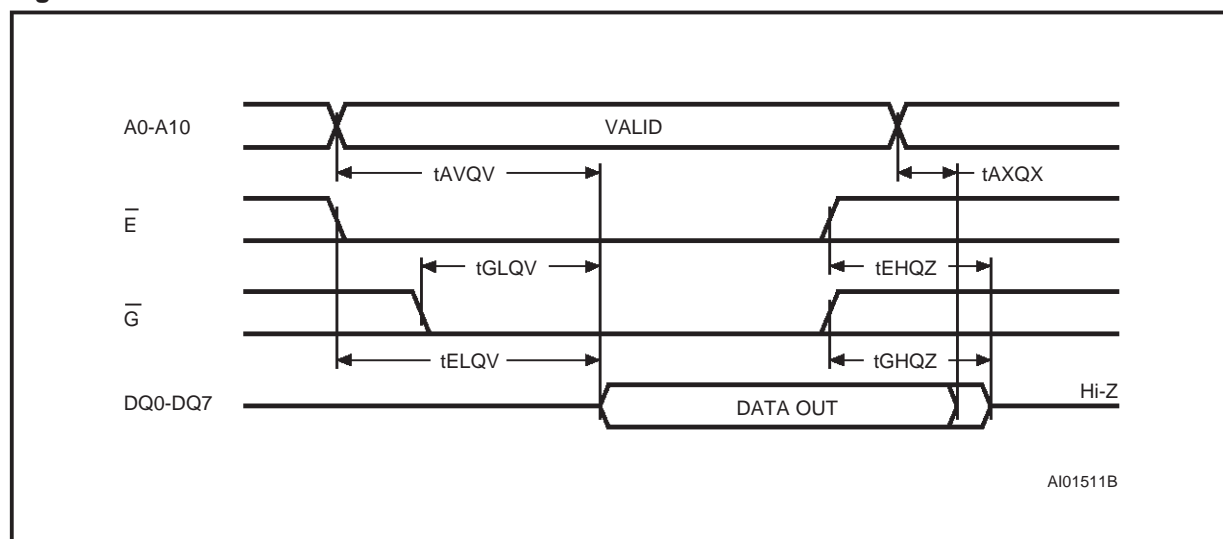 A0-A10
VALID
tAVQV
tAXQX
E
tGLQV
tEHQZ
G
tELQV
tGHQZ
DQ0-DQ7
DATA OUT
Hi-Z
AI01511B